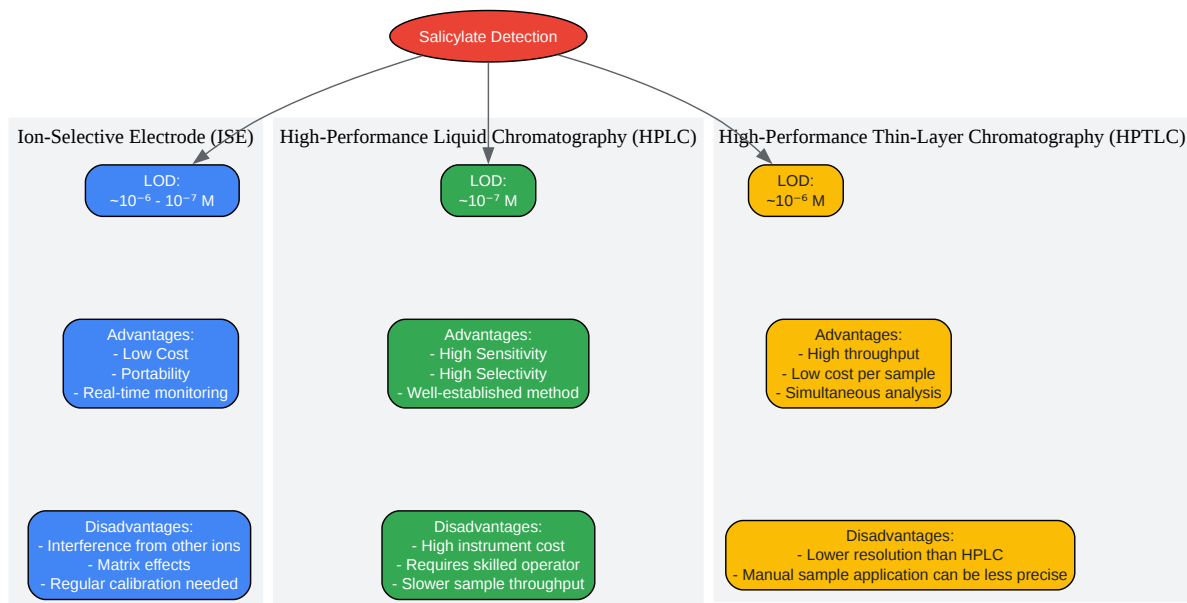 Salicylate Detection
Ion-Selective Electrode (ISE)
LOD:
~10⁻⁶ - 10⁻⁷ M
Advantages:
- Low Cost
- Portability
- Real-time monitoring
Disadvantages:
- Interference from other ions
- Matrix effects
- Regular calibration needed
High-Performance Liquid Chromatography (HPLC)
LOD:
~10⁻⁷ M
Advantages:
- High Sensitivity
- High Selectivity
- Well-established method
Disadvantages:
- High instrument cost
- Requires skilled operator
- Slower sample throughput
High-Performance Thin-Layer Chromatography (HPTLC)
LOD:
~10⁻⁶ M
Advantages:
- High throughput
- Low cost per sample
- Simultaneous analysis
Disadvantages:
- Lower resolution than HPLC
- Manual sample application can be less precise